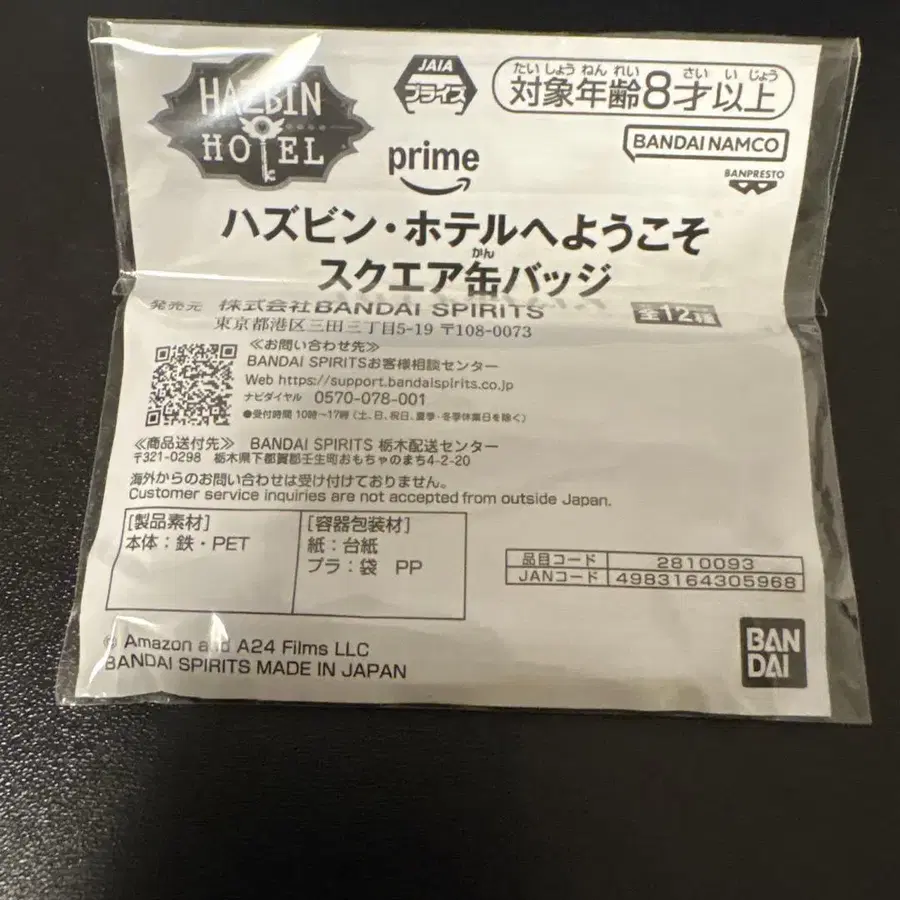 HAZBIN
HOTEL
JAIA
プライズ
たいしょうねんれい さいいじょう
対象年齢8才以上
prime
BANDAI NAMCO
BANPRESTO
ハズビン・ホテルへようこそ
かん
スクエア缶バッジ
発売元 株式会社BANDAI SPIRITS
全12種
東京都港区三田三丁目5-19 〒108-0073
≪お問い合わせ先≫
BANDAI SPIRITSお客様相談センター
Web https://support.bandaispirits.co.jp
ナビダイヤル 0570-078-001
●受付時間 10時~17時 (土、日、祝日、夏季・冬季休業日を除く)
≪商品送付先≫ BANDAI SPIRITS 栃木配送センター
〒321-0298 栃木県下都賀郡壬生町おもちゃのまち4-2-20
海外からのお問い合わせは受け付けておりません。
Customer service inquiries are not accepted from outside Japan.
[製品素材]
本体:鉄・PET
[容器包装材]
紙:台紙
プラ:袋 PP
品目コード 2810093
JANコード 4983164305968
© Amazon and A24 Films LLC
BANDAI SPIRITS MADE IN JAPAN
BAN
DAI